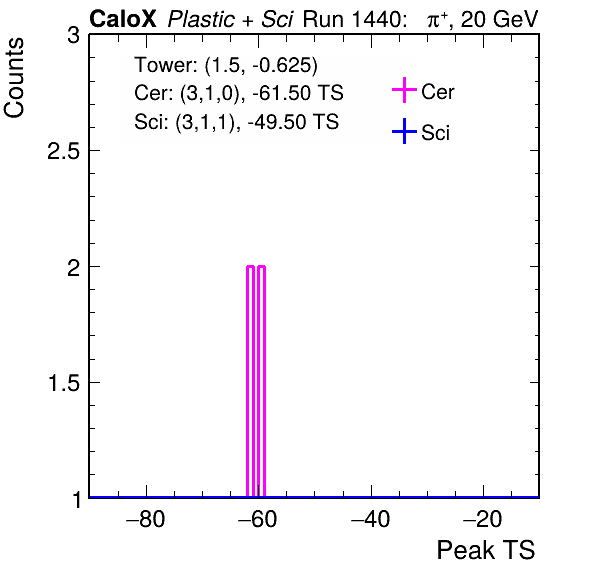 CaloX Plastic + Sci Run 1440: π⁺, 20 GeV
Counts
Tower: (1.5, -0.625)
Cer: (3,1,0), -61.50 TS
Sci: (3,1,1), -49.50 TS
Cer
Sci
3
2.5
2
1.5
1
−80 −60 −40 −20
Peak TS